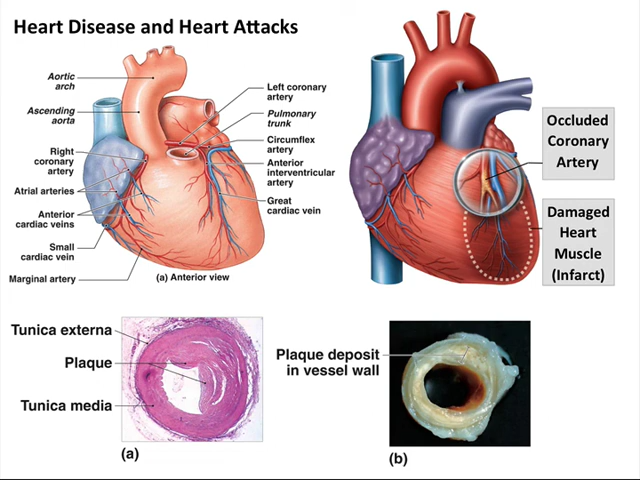 Heart Disease and Heart Attacks
Aortic
arch
Ascending
aorta
Right
coronary
artery
Atrial arteries
Anterior
cardiac veins
Small
cardiac vein
Marginal artery
Left coronary
artery
Pulmonary
trunk
Circumflex
artery
Anterior
interventricular
artery
Great
cardiac vein
(a) Anterior view
Occluded
Coronary
Artery
Damaged
Heart
Muscle
(Infarct)
Tunica externa
Plaque
Tunica media
(a)
Plaque deposit
in vessel wall
(b)